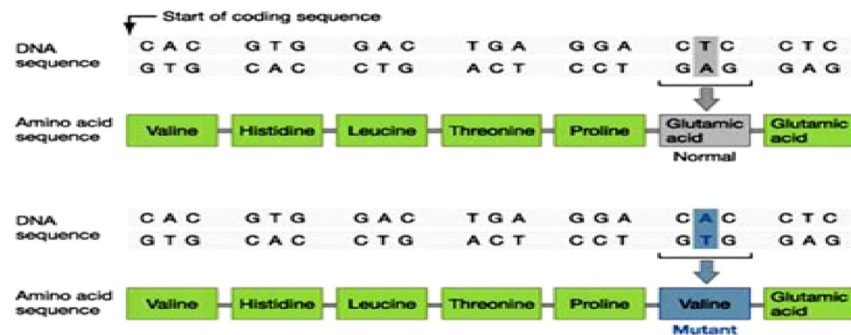 Start of coding sequence
DNA sequence
C A C G T G G A C T G A G G A C T C C T C
G T G C A C C T G A C T C C T G A G G A G
Amino acid sequence
Valine Histidine Leucine Threonine Proline Glutamic acid Glutamic acid
Normal
DNA sequence
C A C G T G G A C T G A G G A C A C C T C
G T G C A C C T G A C T C C T G T G G A G
Amino acid sequence
Valine Histidine Leucine Threonine Proline Valine Glutamic acid
Mutant